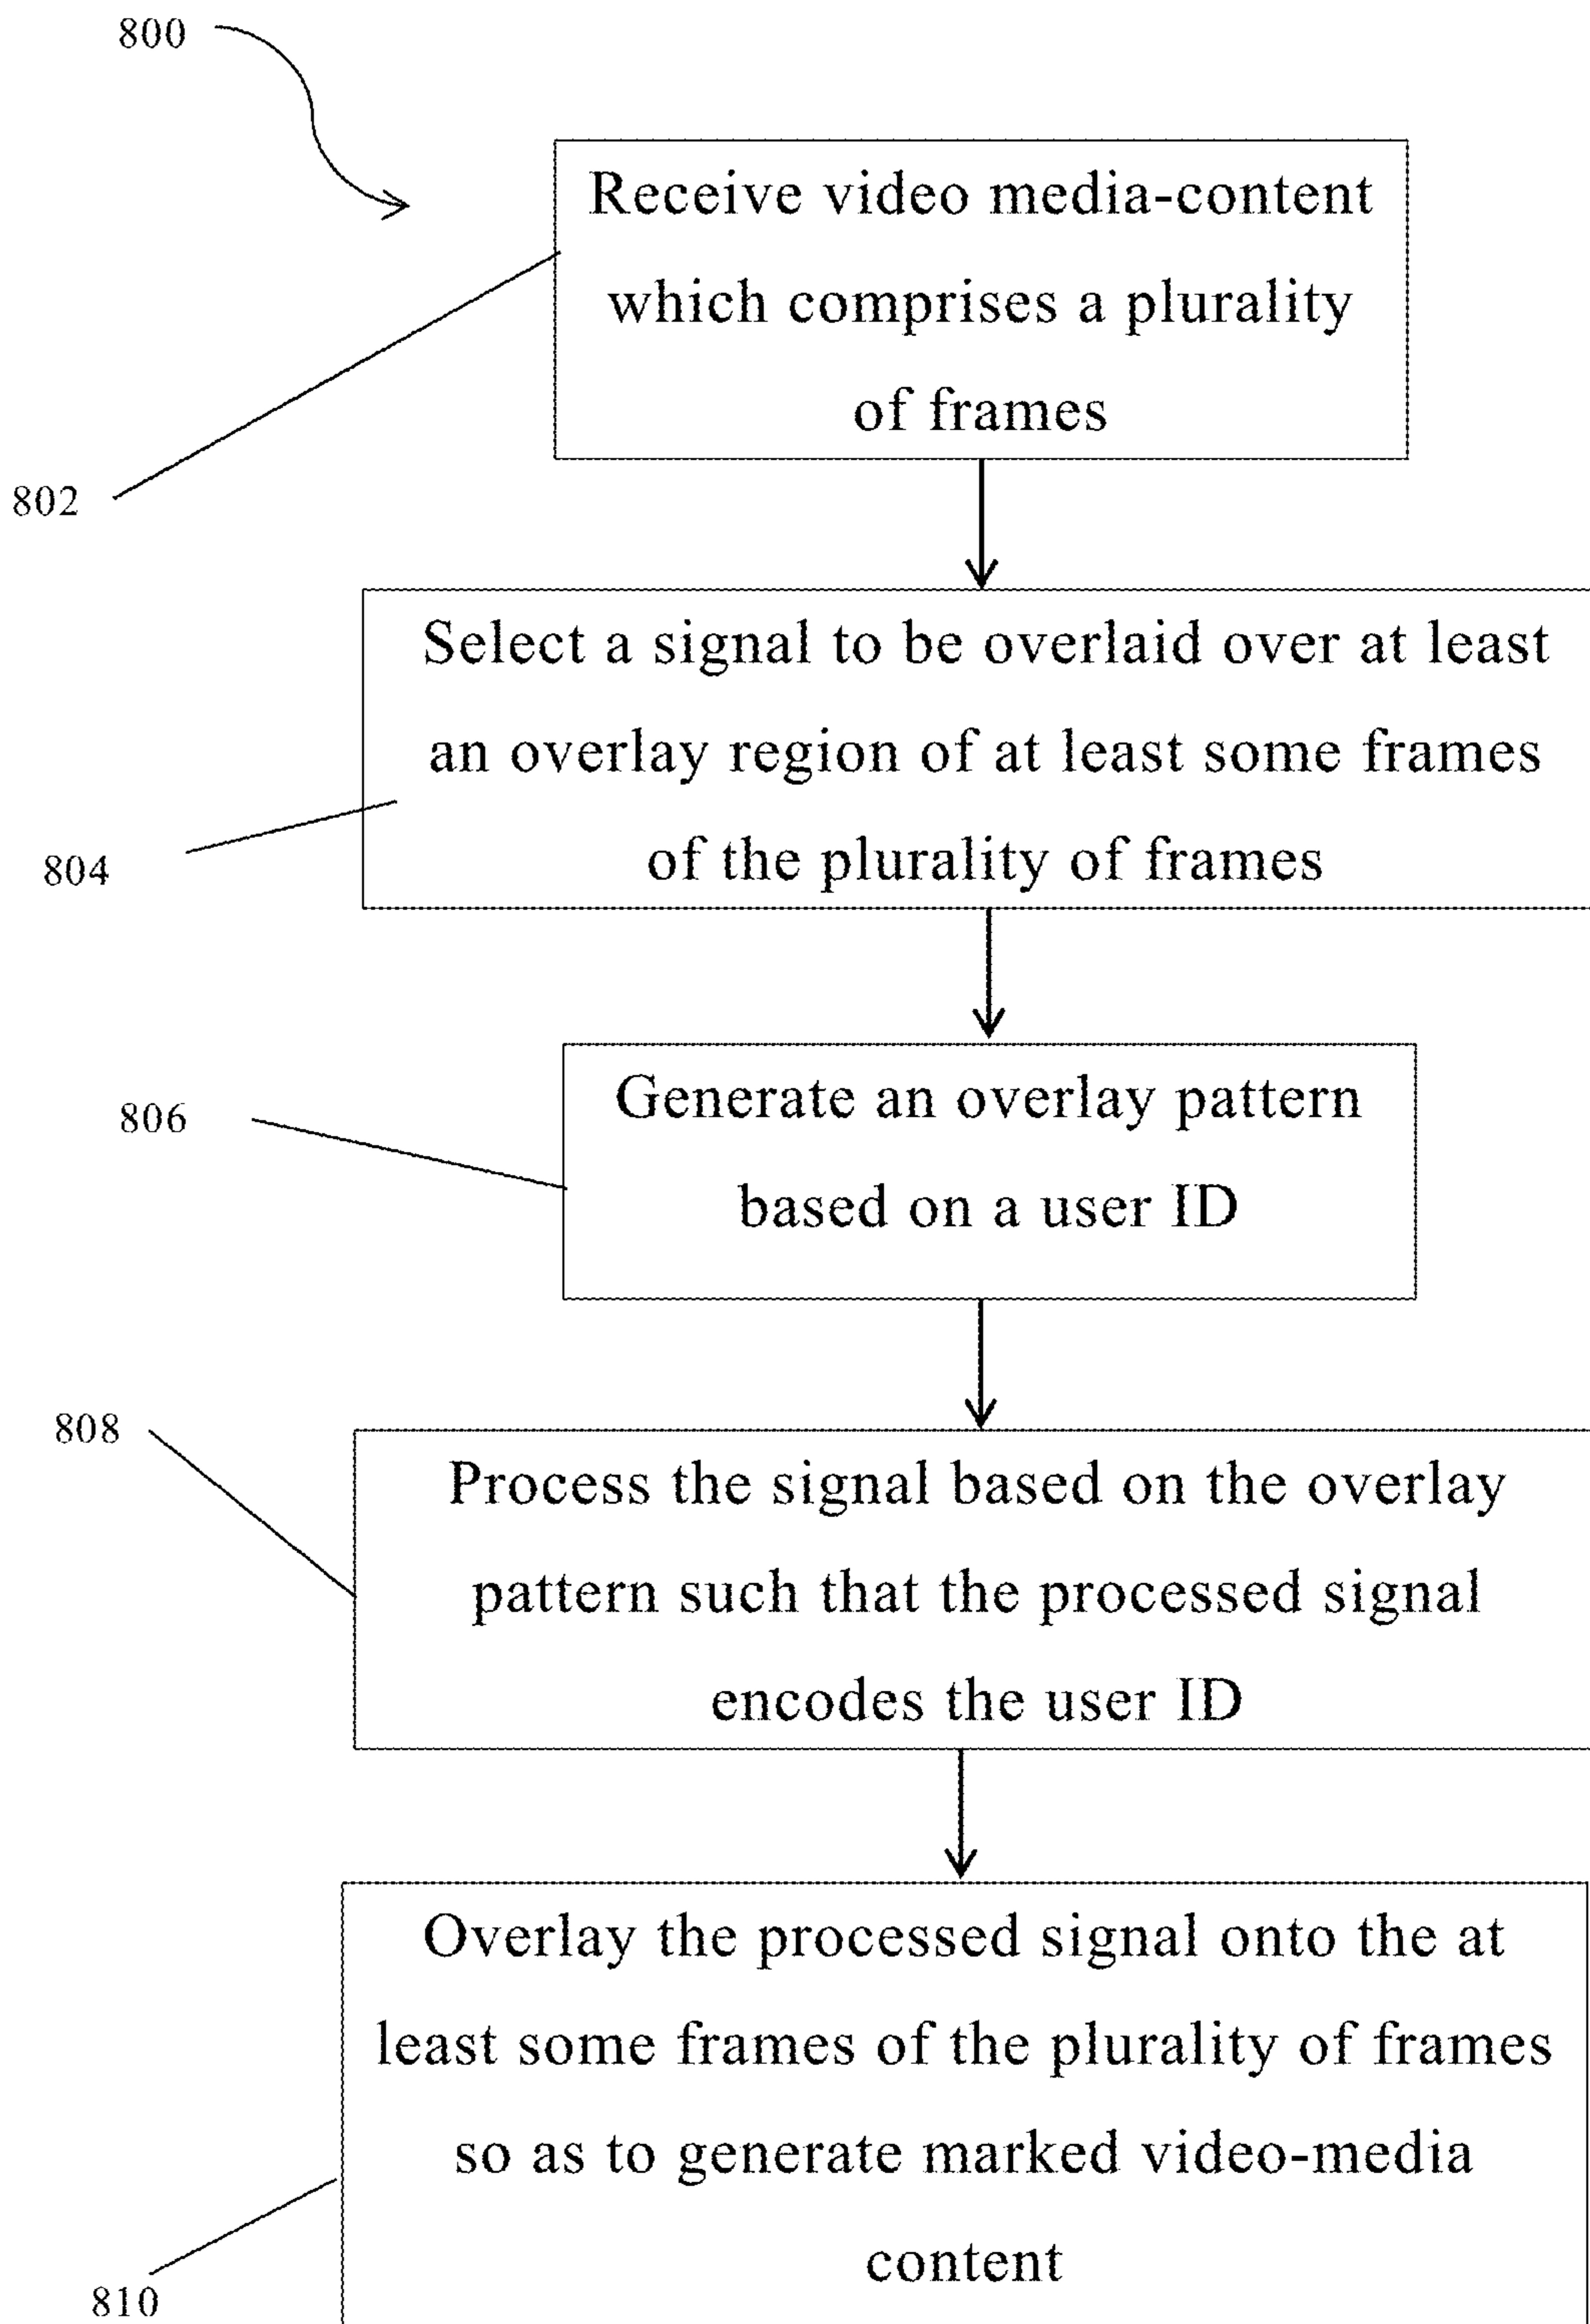 800
Receive video media-content
which comprises a plurality
of frames
802
Select a signal to be overlaid over at least
an overlay region of at least some frames
of the plurality of frames
804
Generate an overlay pattern
806
based on a user ID
808
Process the signal based on the overlay
pattern such that the processed signal
encodes the user ID
Overlay the processed signal onto the at
least some frames of the plurality of frames
so as to generate marked video-media
content
810